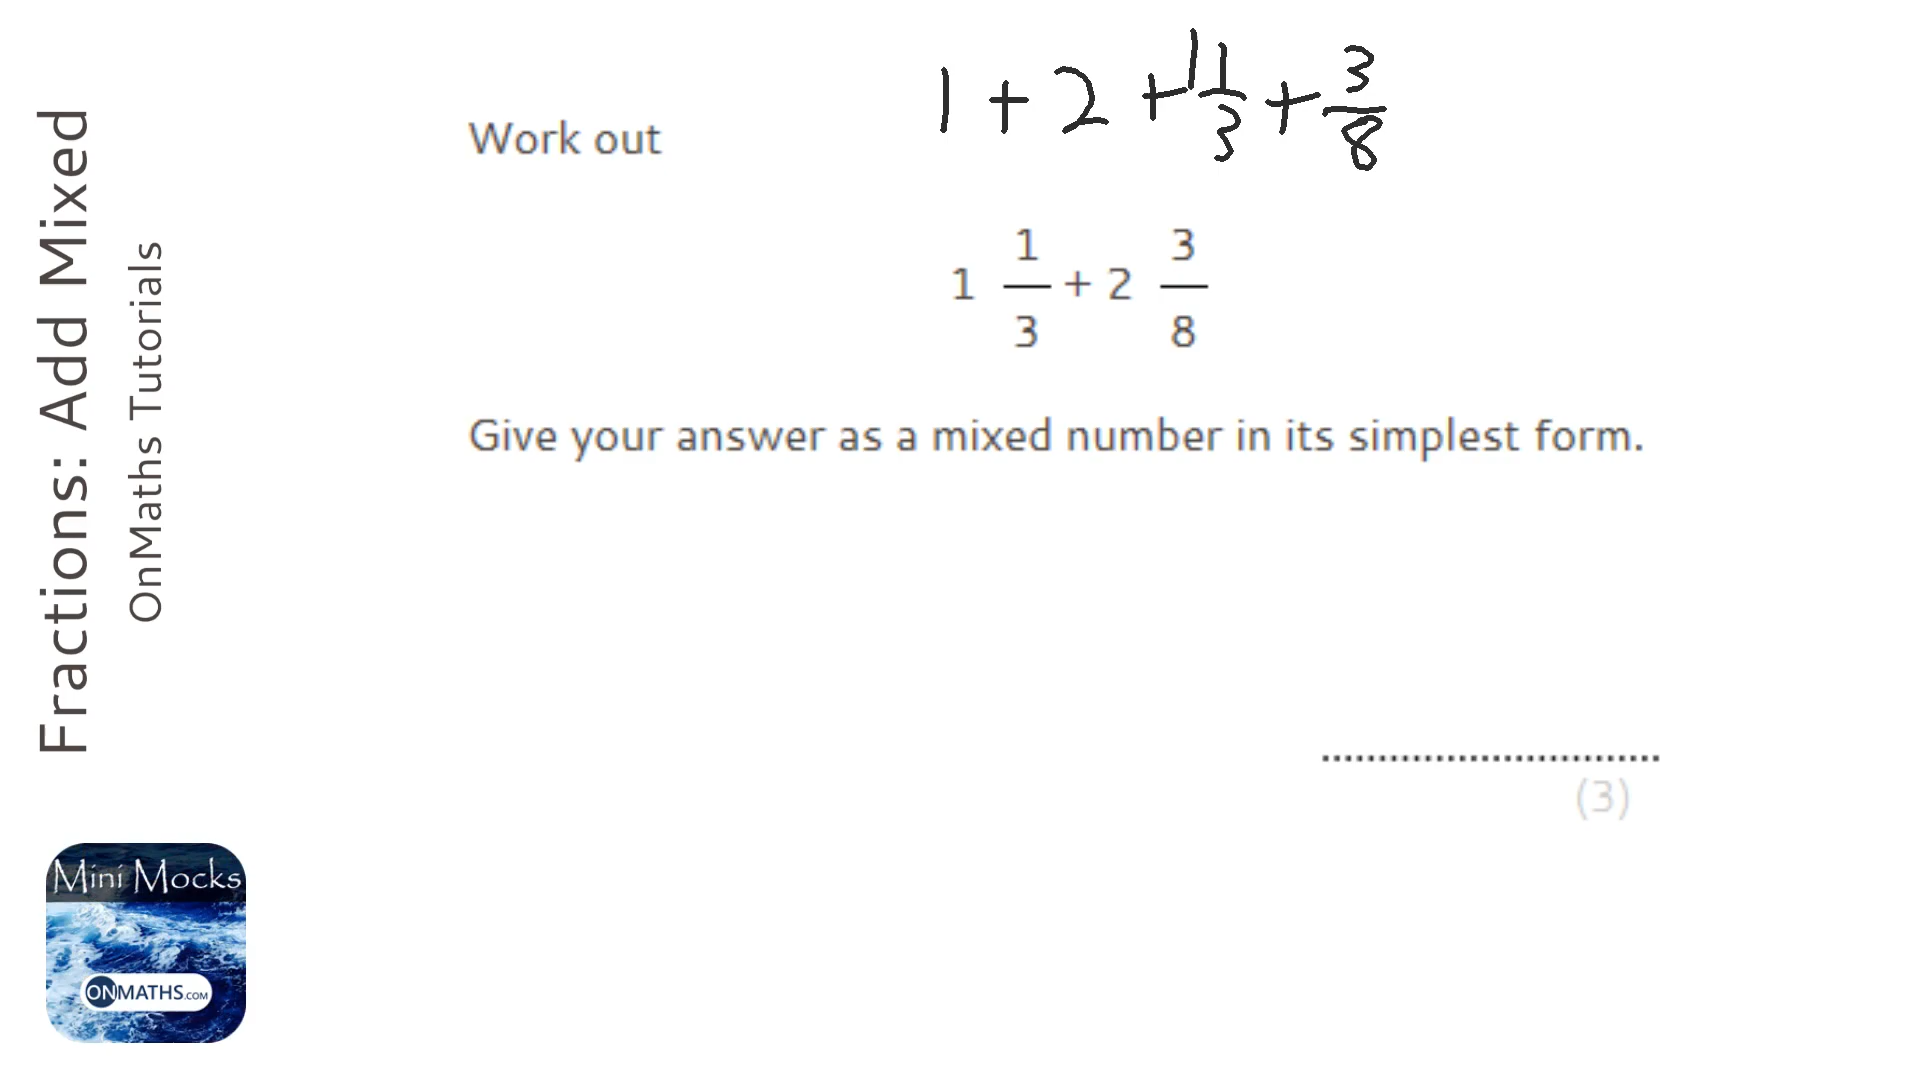 Fractions: Add Mixed
OnMaths Tutorials
1 + 2 + 11/3 + 3/8
Work out
1 1/3 + 2 3/8
Give your answer as a mixed number in its simplest form.
(3)
Mini Mocks
ONMATHS.COM